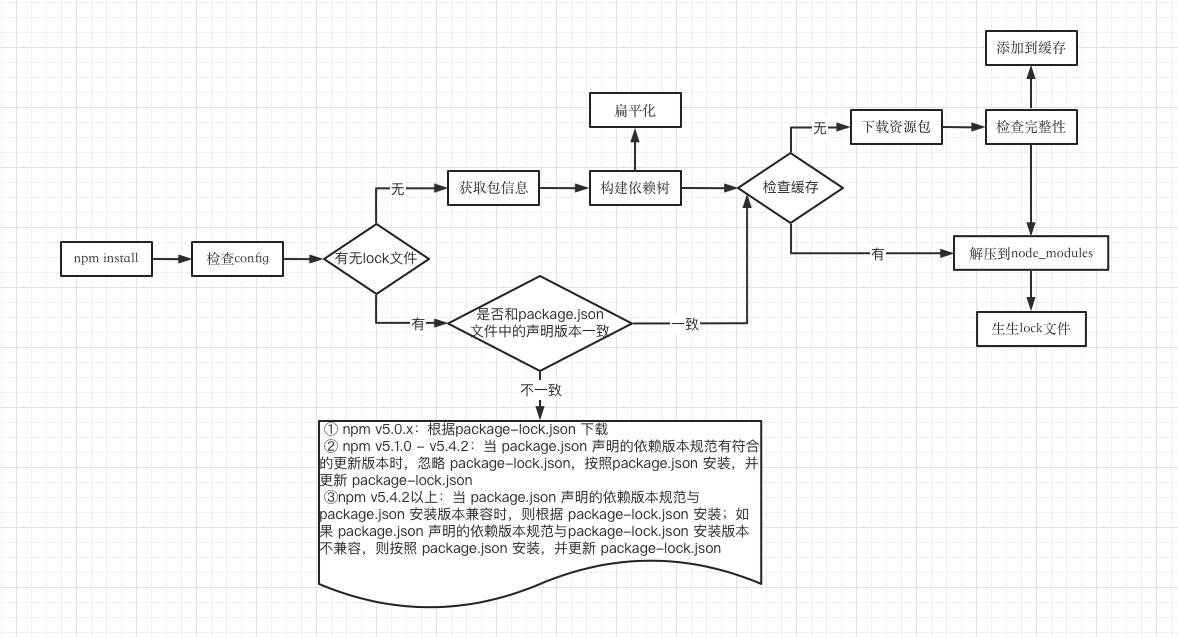 添加到缓存
扁平化
无
下载资源包
检查完整性
无
获取包信息
构建依赖树
检查缓存
npm install
检查config
有无lock文件
有
解压到node_modules
有
是否和package.json
文件中的声明版本一致
一致
生生lock文件
不一致
① npm v5.0.x：根据package-lock.json 下载
② npm v5.1.0 - v5.4.2：当 package.json 声明的依赖版本规范有符合
的更新版本时，忽略 package-lock.json，按照package.json 安装，并
更新 package-lock.json
③npm v5.4.2以上：当 package.json 声明的依赖版本规范与
package.json 安装版本兼容时，则根据 package-lock.json 安装；如
果 package.json 声明的依赖版本规范与package-lock.json 安装版本
不兼容，则按照 package.json 安装，并更新 package-lock.json